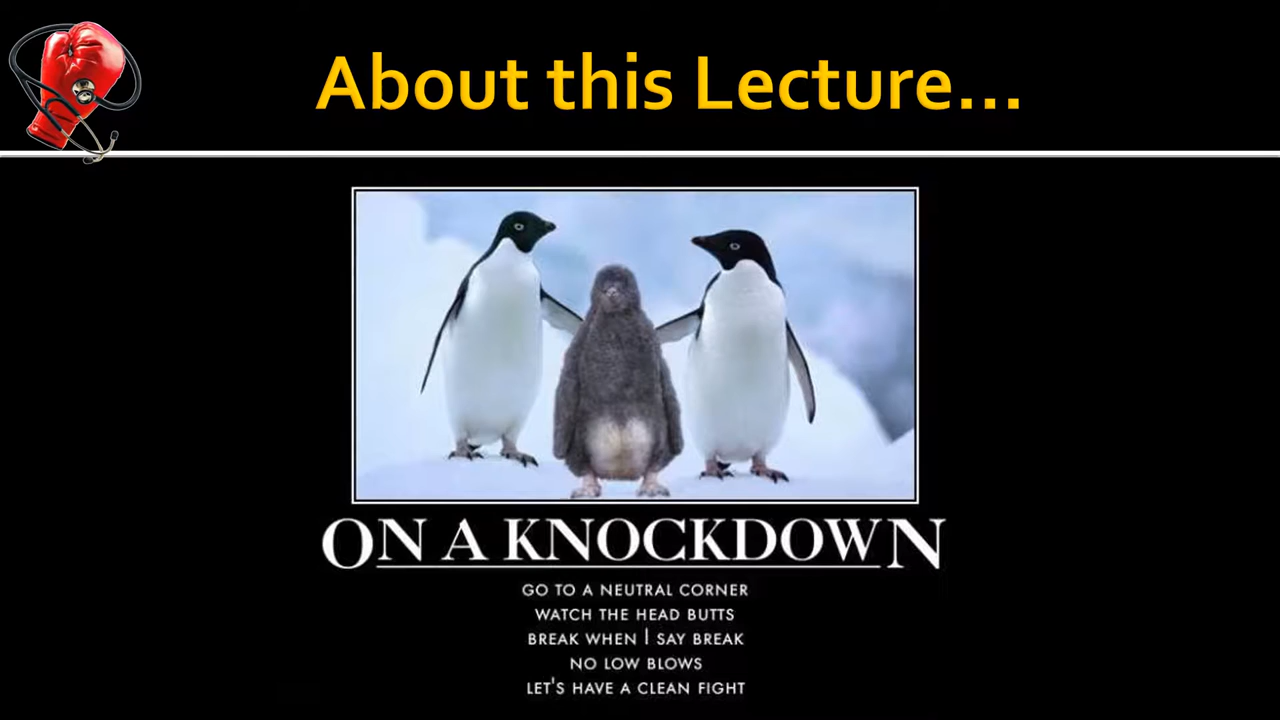 About this Lecture...
ON A KNOCKDOWN
GO TO A NEUTRAL CORNER
WATCH THE HEAD BUTTS
BREAK WHEN I SAY BREAK
NO LOW BLOWS
LET'S HAVE A CLEAN FIGHT